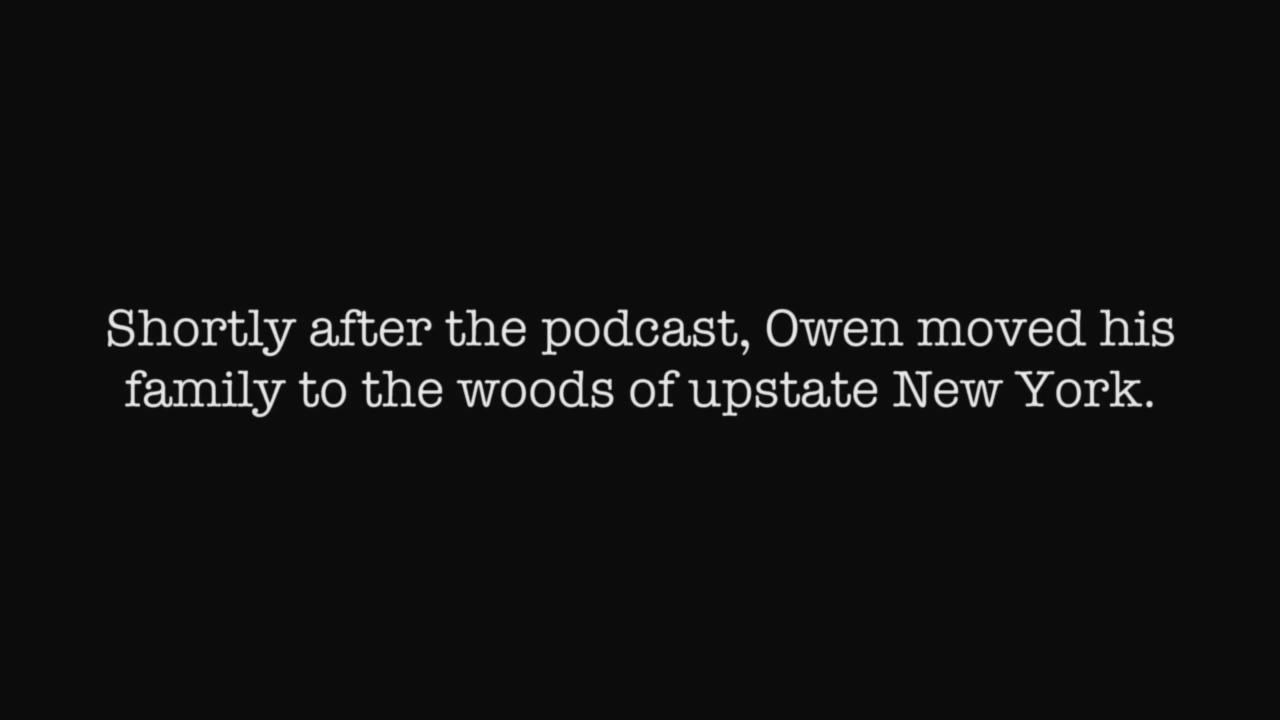 Shortly after the podcast, Owen moved his
family to the woods of upstate New York.